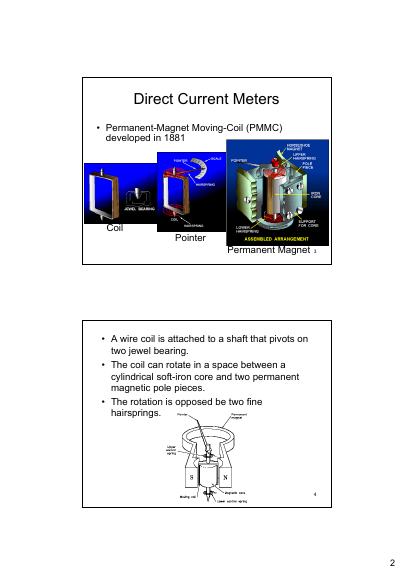 Direct Current Meters
• Permanent-Magnet Moving-Coil (PMMC)
developed in 1881
JEWEL BEARING
Coil
POINTER
SCALE
HAIRSPRING
COIL
HAIRSPRING
Pointer
HORSESHOE
MAGNET
UPPER
HAIRSPRING
POLE
PIECE
POINTER
IRON
CORE
LOWER
HAIRSPRING
SUPPORT
FOR CORE
ASSEMBLED ARRANGEMENT
Permanent Magnet
3
• A wire coil is attached to a shaft that pivots on
two jewel bearing.
• The coil can rotate in a space between a
cylindrical soft-iron core and two permanent
magnetic pole pieces.
• The rotation is opposed be two fine
hairsprings.
Pointer
Permanent
magnet
Upper
control
spring
S
N
Moving coil
Magnetic core
Lower control spring
4
2